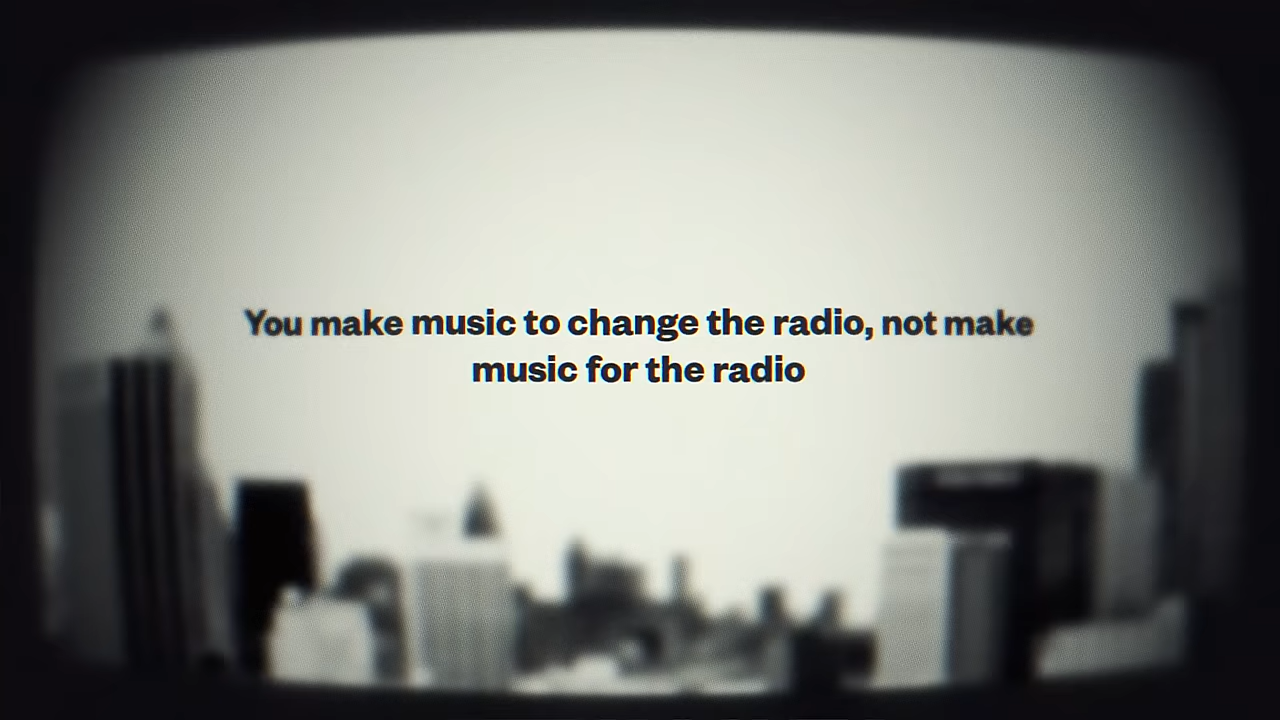 You make music to change the radio, not make
music for the radio